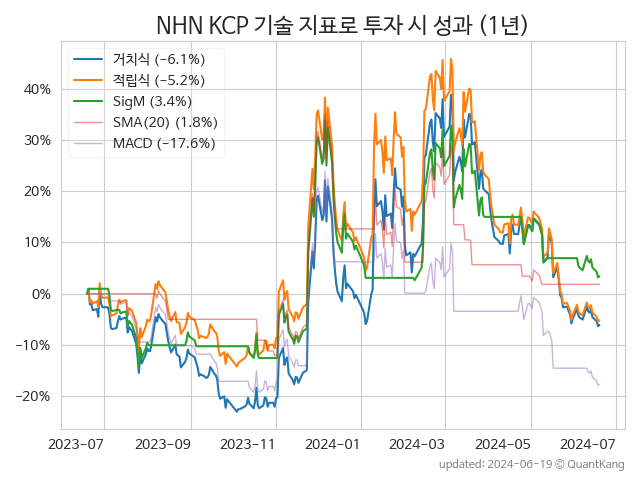 NHN KCP 기술 지표로 투자 시 성과 (1년)
거치식 (−6.1%)
적립식 (−5.2%)
SigM (3.4%)
SMA(20) (1.8%)
MACD (−17.6%)
40%
30%
20%
10%
0%
−10%
−20%
2023-07 2023-09 2023-11 2024-01 2024-03 2024-05 2024-07
updated: 2024-06-19 © QuantKang